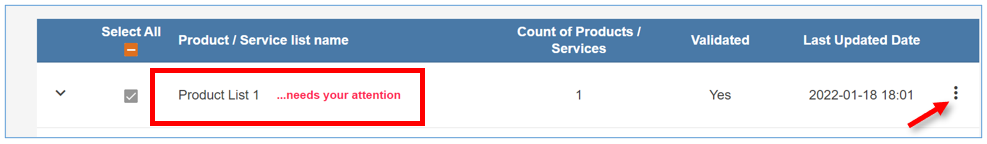 Select All
Product / Service list name
Count of Products /
Services
Validated
Last Updated Date
Product List 1 ...needs your attention
1
Yes
2022-01-18 18:01